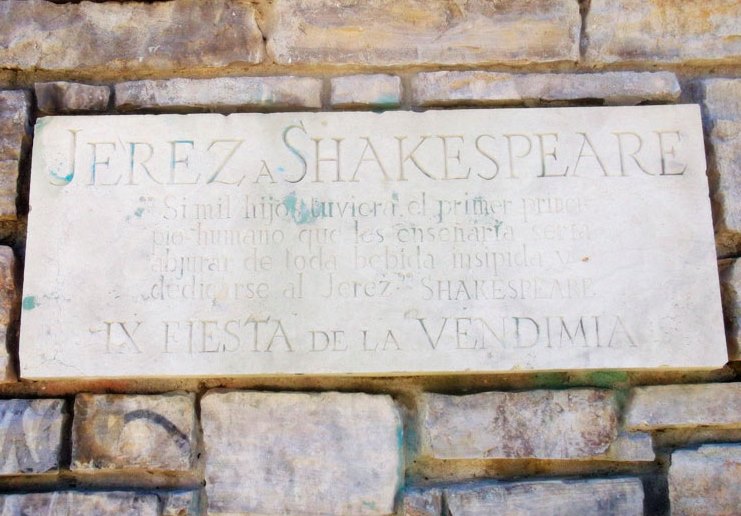 JEREZ A SHAKESPEARE
"Si mil hijos tuviera, el primer princi-
pio humano que les enseñaría sería
abjurar de toda bebida insípida y
dedicarse al Jerez" SHAKESPEARE
IX FIESTA DE LA VENDIMIA